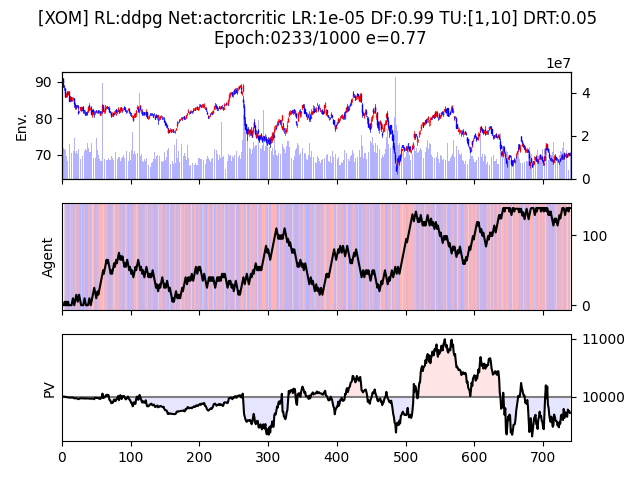 [XOM] RL:ddpg Net:actorcritic LR:1e-05 DF:0.99 TU:[1,10] DRT:0.05
Epoch:0233/1000 e=0.77
1e7
90
80
70
Env.
4
2
0
Agent
100
0
PV
11000
10000
0 100 200 300 400 500 600 700